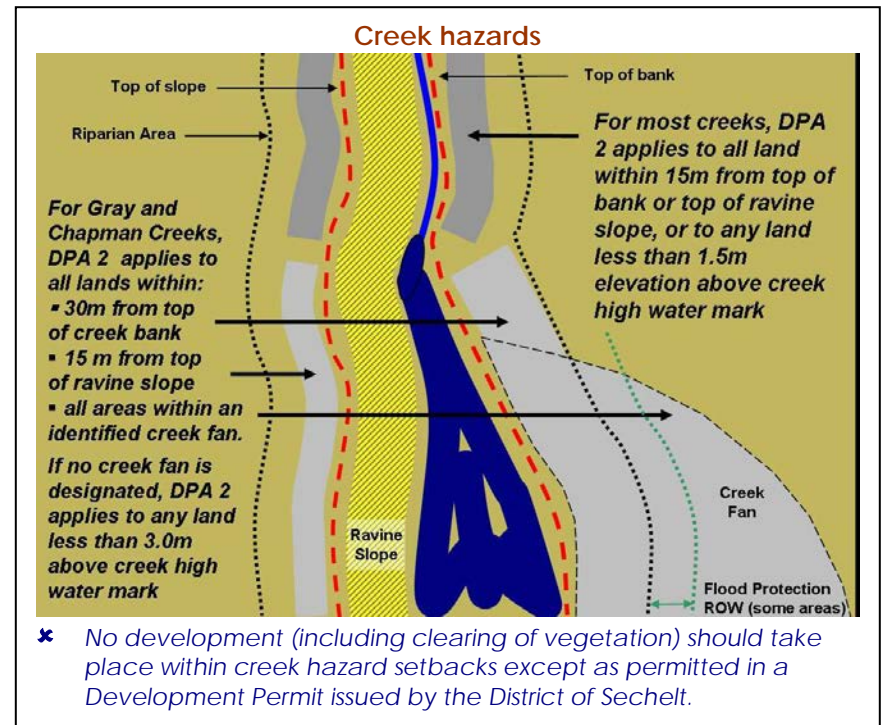 Creek hazards
Top of slope
Top of bank
Riparian Area
For most creeks, DPA
2 applies to all land
within 15m from top of
bank or top of ravine
slope, or to any land
less than 1.5m
elevation above creek
high water mark
For Gray and
Chapman Creeks,
DPA 2 applies to
all lands within:
▪ 30m from top
of creek bank
▪ 15 m from top
of ravine slope
▪ all areas within an
identified creek fan.
If no creek fan is
designated, DPA 2
applies to any land
less than 3.0m
above creek high
water mark
Ravine
Slope
Creek
Fan
Flood Protection
ROW (some areas)
✖ No development (including clearing of vegetation) should take
place within creek hazard setbacks except as permitted in a
Development Permit issued by the District of Sechelt.